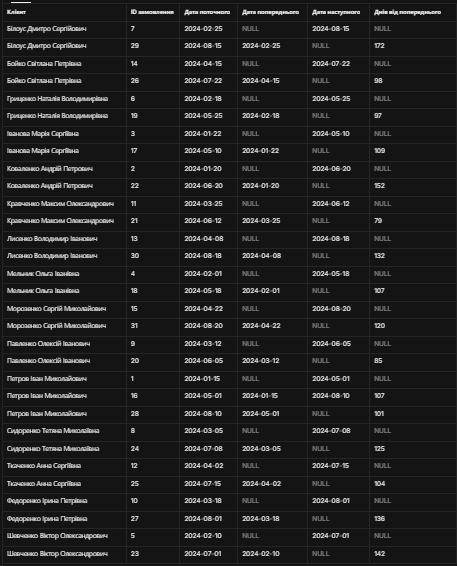 Клієнт ID замовлення Дата поточного Дата попереднього Дата наступного Днів від попереднього
Білоус Дмитро Сергійович 7 2024-02-25 NULL 2024-08-15 NULL
Білоус Дмитро Сергійович 29 2024-08-15 2024-02-25 NULL 172
Бойко Світлана Петрівна 14 2024-04-15 NULL 2024-07-22 NULL
Бойко Світлана Петрівна 26 2024-07-22 2024-04-15 NULL 98
Гриценко Наталія Володимирівна 6 2024-02-18 NULL 2024-05-25 NULL
Гриценко Наталія Володимирівна 19 2024-05-25 2024-02-18 NULL 97
Іванова Марія Сергіївна 3 2024-01-22 NULL 2024-05-10 NULL
Іванова Марія Сергіївна 17 2024-05-10 2024-01-22 NULL 109
Коваленко Андрій Петрович 2 2024-01-20 NULL 2024-06-20 NULL
Коваленко Андрій Петрович 22 2024-06-20 2024-01-20 NULL 152
Кравченко Максим Олександрович 11 2024-03-25 NULL 2024-06-12 NULL
Кравченко Максим Олександрович 21 2024-06-12 2024-03-25 NULL 79
Лисенко Володимир Іванович 13 2024-04-08 NULL 2024-08-18 NULL
Лисенко Володимир Іванович 30 2024-08-18 2024-04-08 NULL 132
Мельник Ольга Іванівна 4 2024-02-01 NULL 2024-05-18 NULL
Мельник Ольга Іванівна 18 2024-05-18 2024-02-01 NULL 107
Морозенко Сергій Миколайович 15 2024-04-22 NULL 2024-08-20 NULL
Морозенко Сергій Миколайович 31 2024-08-20 2024-04-22 NULL 120
Павленко Олексій Іванович 9 2024-03-12 NULL 2024-06-05 NULL
Павленко Олексій Іванович 20 2024-06-05 2024-03-12 NULL 85
Петров Іван Миколайович 1 2024-01-15 NULL 2024-05-01 NULL
Петров Іван Миколайович 16 2024-05-01 2024-01-15 2024-08-10 107
Петров Іван Миколайович 28 2024-08-10 2024-05-01 NULL 101
Сидоренко Тетяна Миколаївна 8 2024-03-05 NULL 2024-07-08 NULL
Сидоренко Тетяна Миколаївна 24 2024-07-08 2024-03-05 NULL 125
Ткаченко Анна Сергіївна 12 2024-04-02 NULL 2024-07-15 NULL
Ткаченко Анна Сергіївна 25 2024-07-15 2024-04-02 NULL 104
Федоренко Ірина Петрівна 10 2024-03-18 NULL 2024-08-01 NULL
Федоренко Ірина Петрівна 27 2024-08-01 2024-03-18 NULL 136
Шевченко Віктор Олександрович 5 2024-02-10 NULL 2024-07-01 NULL
Шевченко Віктор Олександрович 23 2024-07-01 2024-02-10 NULL 142